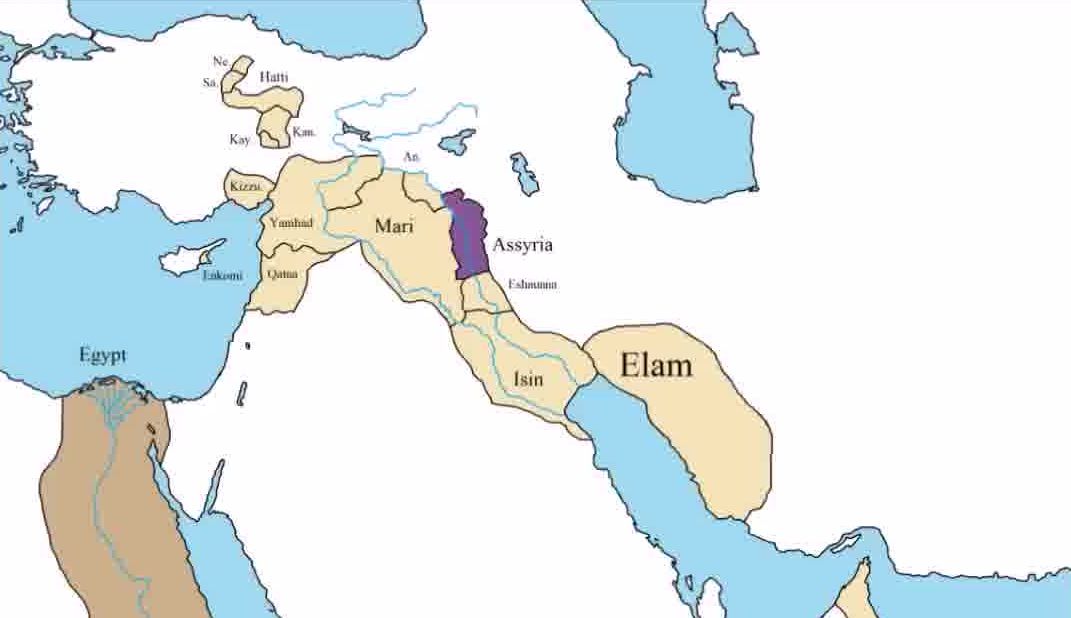 Ne.
Sa.
Hatti
Kan.
Kay
An.
Kizzu.
Yamhad
Mari
Assyria
Enkomi
Qatna
Eshnunna
Egypt
Elam
Isin